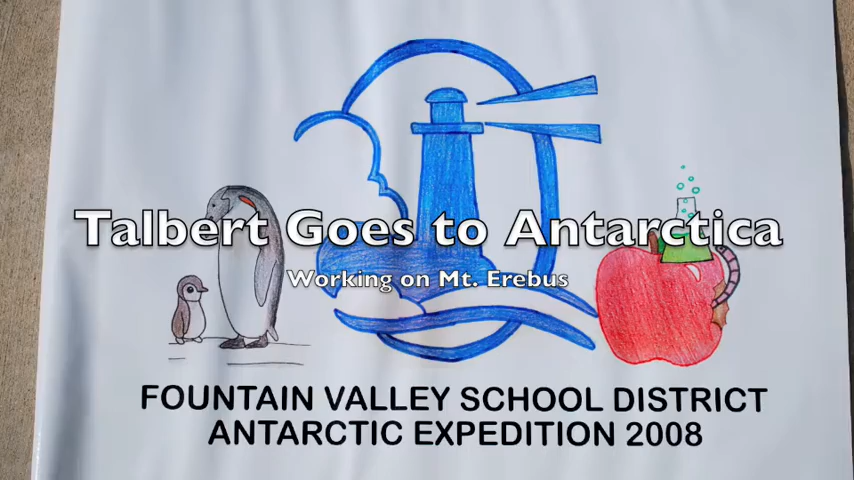 Talbert Goes to Antarctica
Working on Mt. Erebus
FOUNTAIN VALLEY SCHOOL DISTRICT
ANTARCTIC EXPEDITION 2008